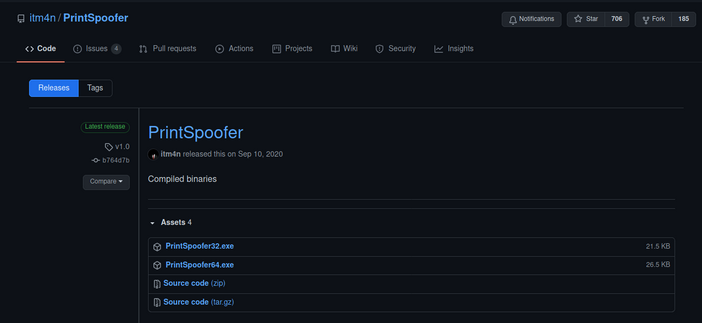 itm4n / PrintSpoofer
Notifications Star 706 Fork 185
Code Issues 4 Pull requests Actions Projects Wiki Security Insights
Releases Tags
Latest release
v1.0
b764d7b
Compare
PrintSpoofer
itm4n released this on Sep 10, 2020
Compiled binaries
Assets 4
PrintSpoofer32.exe 21.5 KB
PrintSpoofer64.exe 26.5 KB
Source code (zip)
Source code (tar.gz)